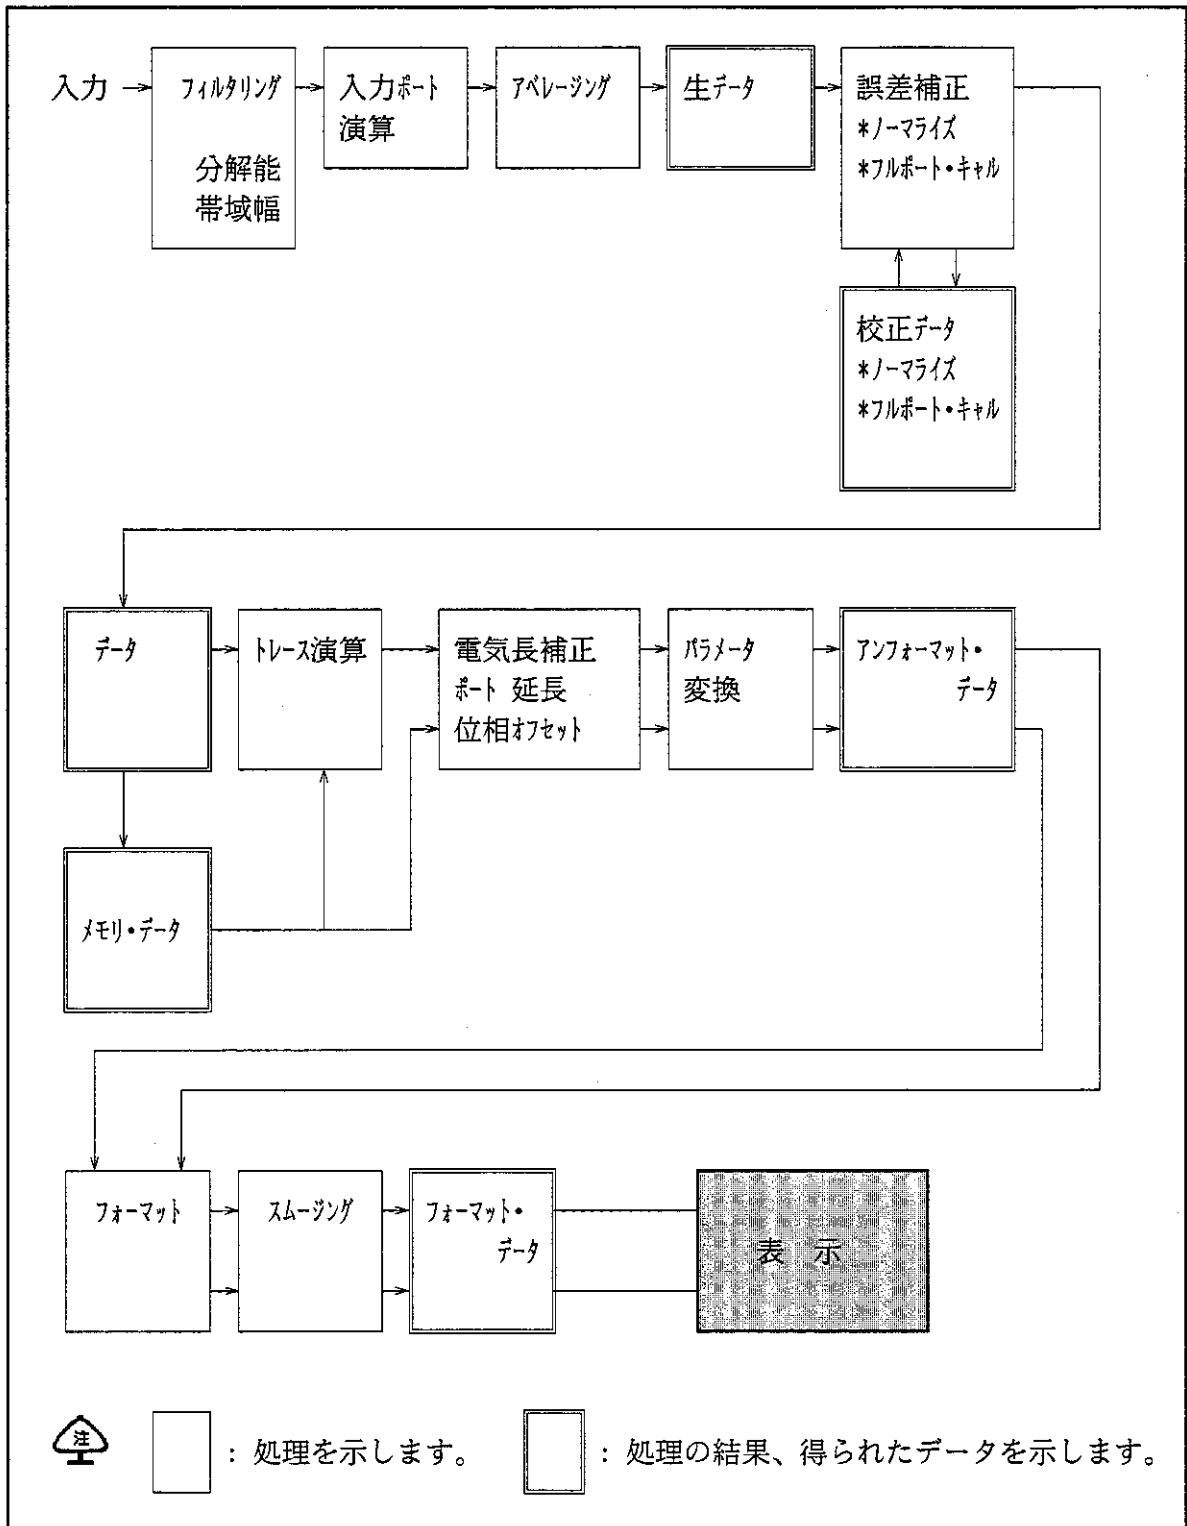 入力
フィルタリング
分解能
帯域幅
入力ポート
演算
アベレージング
生データ
誤差補正
*ノーマライズ
*フルポート・キャル
校正データ
*ノーマライズ
*フルポート・キャル
データ
トレース演算
電気長補正
ポート 延長
位相オフセット
パラメータ
変換
アンフォーマット・
データ
メモリ・データ
フォーマット
スムージング
フォーマット・
データ
表 示
注
: 処理を示します。
: 処理の結果、得られたデータを示します。